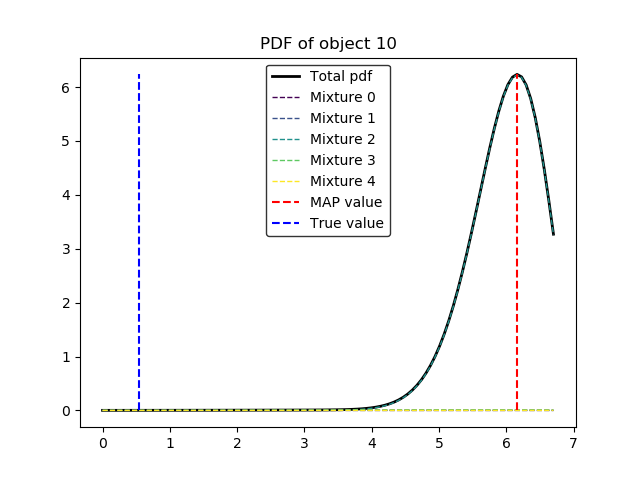 PDF of object 10
Total pdf
Mixture 0
Mixture 1
Mixture 2
Mixture 3
Mixture 4
MAP value
True value
6
5
4
3
2
1
0
0 1 2 3 4 5 6 7